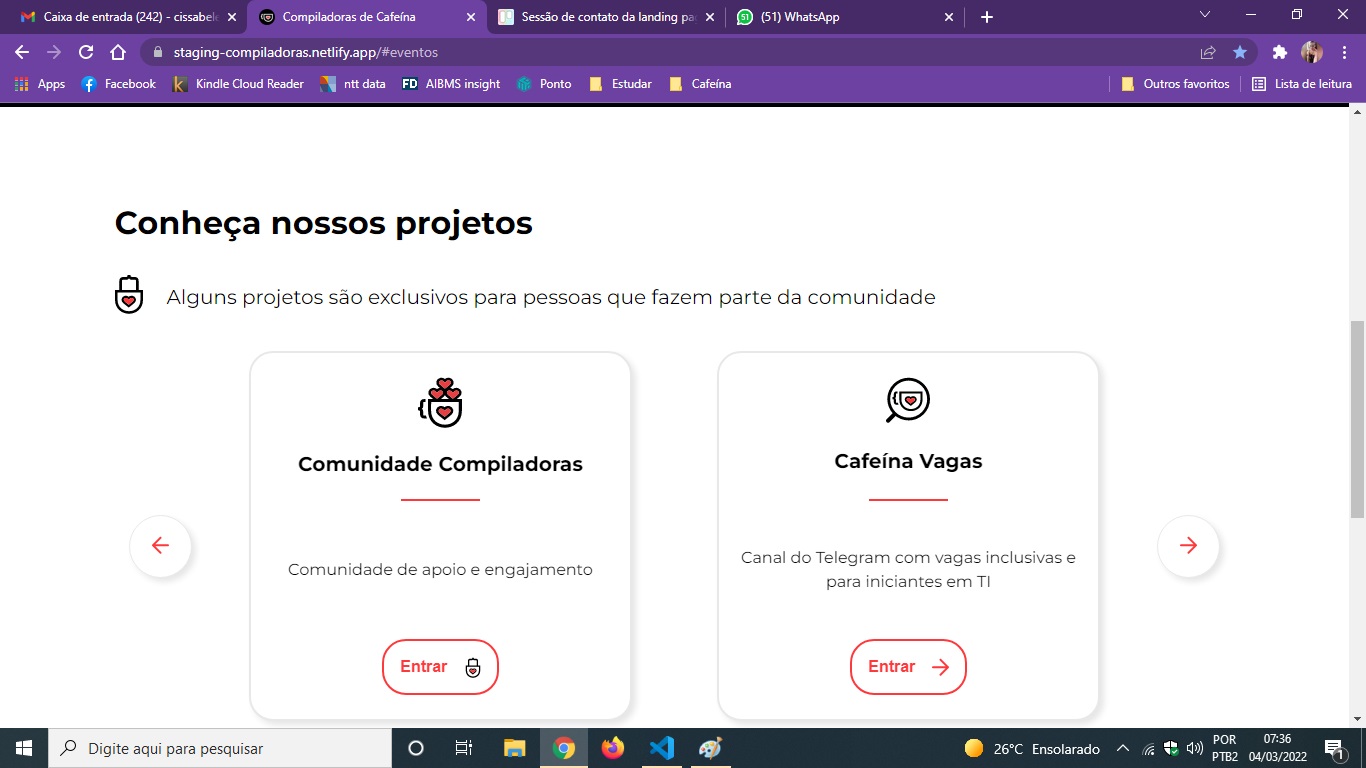 Caixa de entrada (242) - cissabele
Compiladoras de Cafeína
Sessão de contato da landing pag
(51) WhatsApp
staging-compiladoras.netlify.app/#eventos
Apps
Facebook
Kindle Cloud Reader
ntt data
FD AIBMS insight
Ponto
Estudar
Cafeína
Outros favoritos
Lista de leitura
Conheça nossos projetos
Alguns projetos são exclusivos para pessoas que fazem parte da comunidade
Comunidade Compiladoras
Comunidade de apoio e engajamento
Entrar
Cafeína Vagas
Canal do Telegram com vagas inclusivas e
para iniciantes em TI
Entrar
Digite aqui para pesquisar
26°C Ensolarado
POR
PTB2
07:36
04/03/2022
1